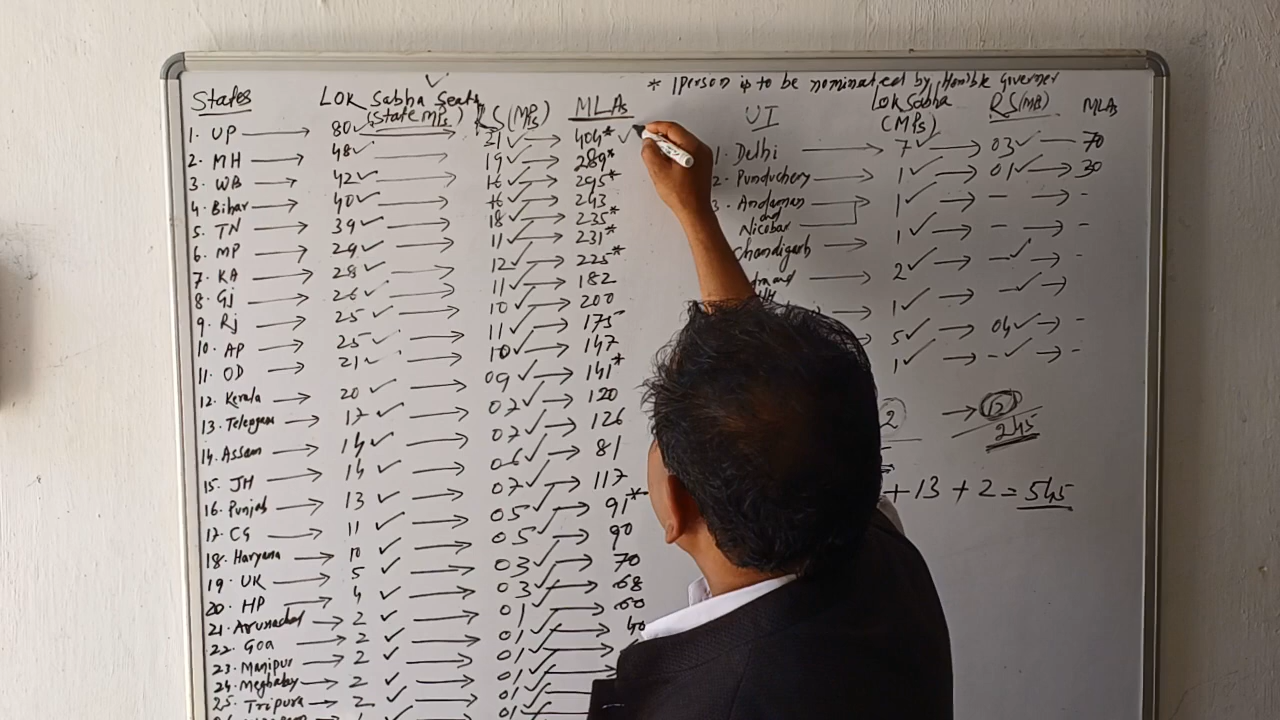 * 1Person is to be nominated by Hon'ble Governer
States Lok Sabha Seats (State MPs) RS (MPs) MLAs
1. UP → 80 → 31 → 404*
2. MH → 48 → 19 → 289*
3. WB → 42 → 16 → 295*
4. Bihar → 40 → 16 → 243
5. TN → 39 → 18 → 235*
6. MP → 29 → 11 → 231*
7. KA → 28 → 12 → 225*
8. Gj → 26 → 11 → 182
9. Rj → 25 → 10 → 200
10. AP → 25 → 11 → 175
11. OD → 21 → 10 → 147
12. Kerala → 20 → 09 → 141*
13. Telegana → 17 → 07 → 120
14. Assam → 14 → 07 → 126
15. JH → 14 → 06 → 81
16. Punjab → 13 → 07 → 117
17. CG → 11 → 05 → 91*
18. Haryana → 10 → 05 → 90
19. UK → 5 → 03 → 70
20. HP → 4 → 03 → 68
21. Arunachal → 2 → 01 → 60
22. Goa → 2 → 01 → 40
23. Manipur → 2 → 01
24. Meghalay → 2 → 01
25. Tripura → 2 → 01
UT Lok Sabha (MPs) RS (MPs) MLAs
1. Delhi → 7 → 03 → 70
2. Punducherry → 1 → 01 → 30
3. Andaman and Nicobar → 1 → - → -
Chandigarh → 1 → - → -
→ 2 → - → -
→ 1 → - → -
→ 5 → 04 → -
1 → - → -
2 → 12
245
+ 13 + 2 = 545